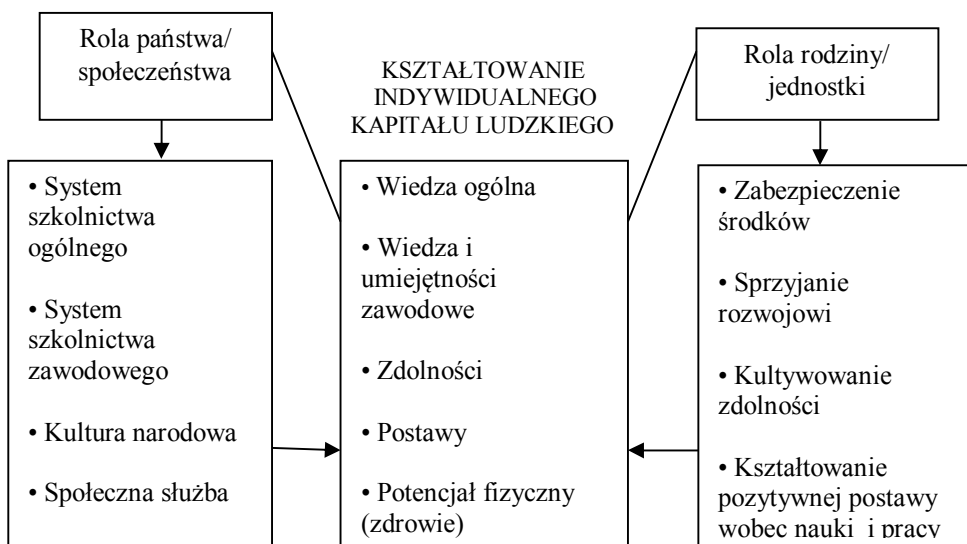 Rola państwa/
społeczeństwa
KSZTAŁTOWANIE
INDYWIDUALNEGO
KAPITAŁU LUDZKIEGO
Rola rodziny/
jednostki
• System
szkolnictwa
ogólnego
• System
szkolnictwa
zawodowego
• Kultura narodowa
• Społeczna służba
• Wiedza ogólna
• Wiedza i
umiejętności
zawodowe
• Zdolności
• Postawy
• Potencjał fizyczny
(zdrowie)
• Zabezpieczenie
środków
• Sprzyjanie
rozwojowi
• Kultywowanie
zdolności
• Kształtowanie
pozytywnej postawy
wobec nauki i pracy